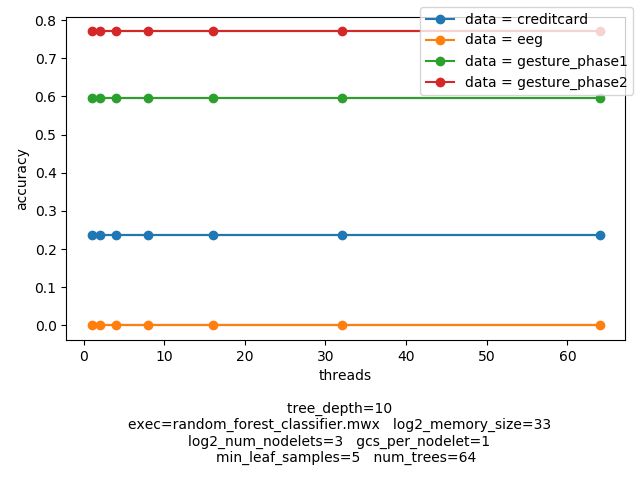 data = creditcard
data = eeg
data = gesture_phase1
data = gesture_phase2
0.8
0.7
0.6
0.5
0.4
0.3
0.2
0.1
0.0
accuracy
0 10 20 30 40 50 60
threads
tree_depth=10
exec=random_forest_classifier.mwx log2_memory_size=33
log2_num_nodelets=3 gcs_per_nodelet=1
min_leaf_samples=5 num_trees=64